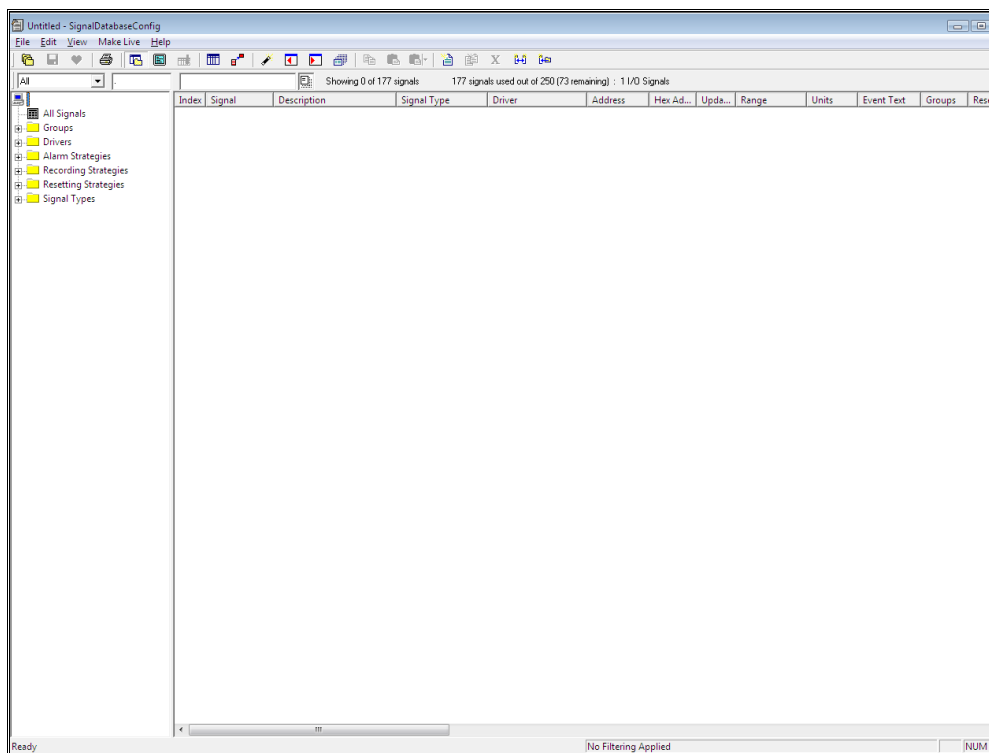 Untitled - SignalDatabaseConfig
File Edit View Make Live Help
All . Showing 0 of 177 signals 177 signals used out of 250 (73 remaining) : 1 I/O Signals
Index Signal Description Signal Type Driver Address Hex Ad... Upda... Range Units Event Text Groups Rese
All Signals
Groups
Drivers
Alarm Strategies
Recording Strategies
Resetting Strategies
Signal Types
Ready No Filtering Applied NUM